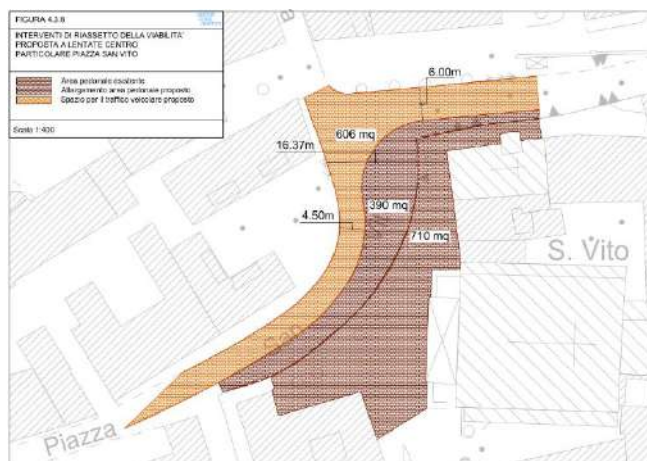 FIGURA 4.3.8
INTERVENTI DI RIASSETTO DELLA VIABILITA'
PROPOSTA A LENTATE CENTRO
PARTICOLARE PIAZZA SAN VITO
Area pedonale esistente
Allargamento area pedonale proposto
Spazio per il traffico veicolare proposto
Scala 1:400
6.00m
606 mq
16.37m
390 mq
4.50m
710 mq
S. Vito
San
Piazza